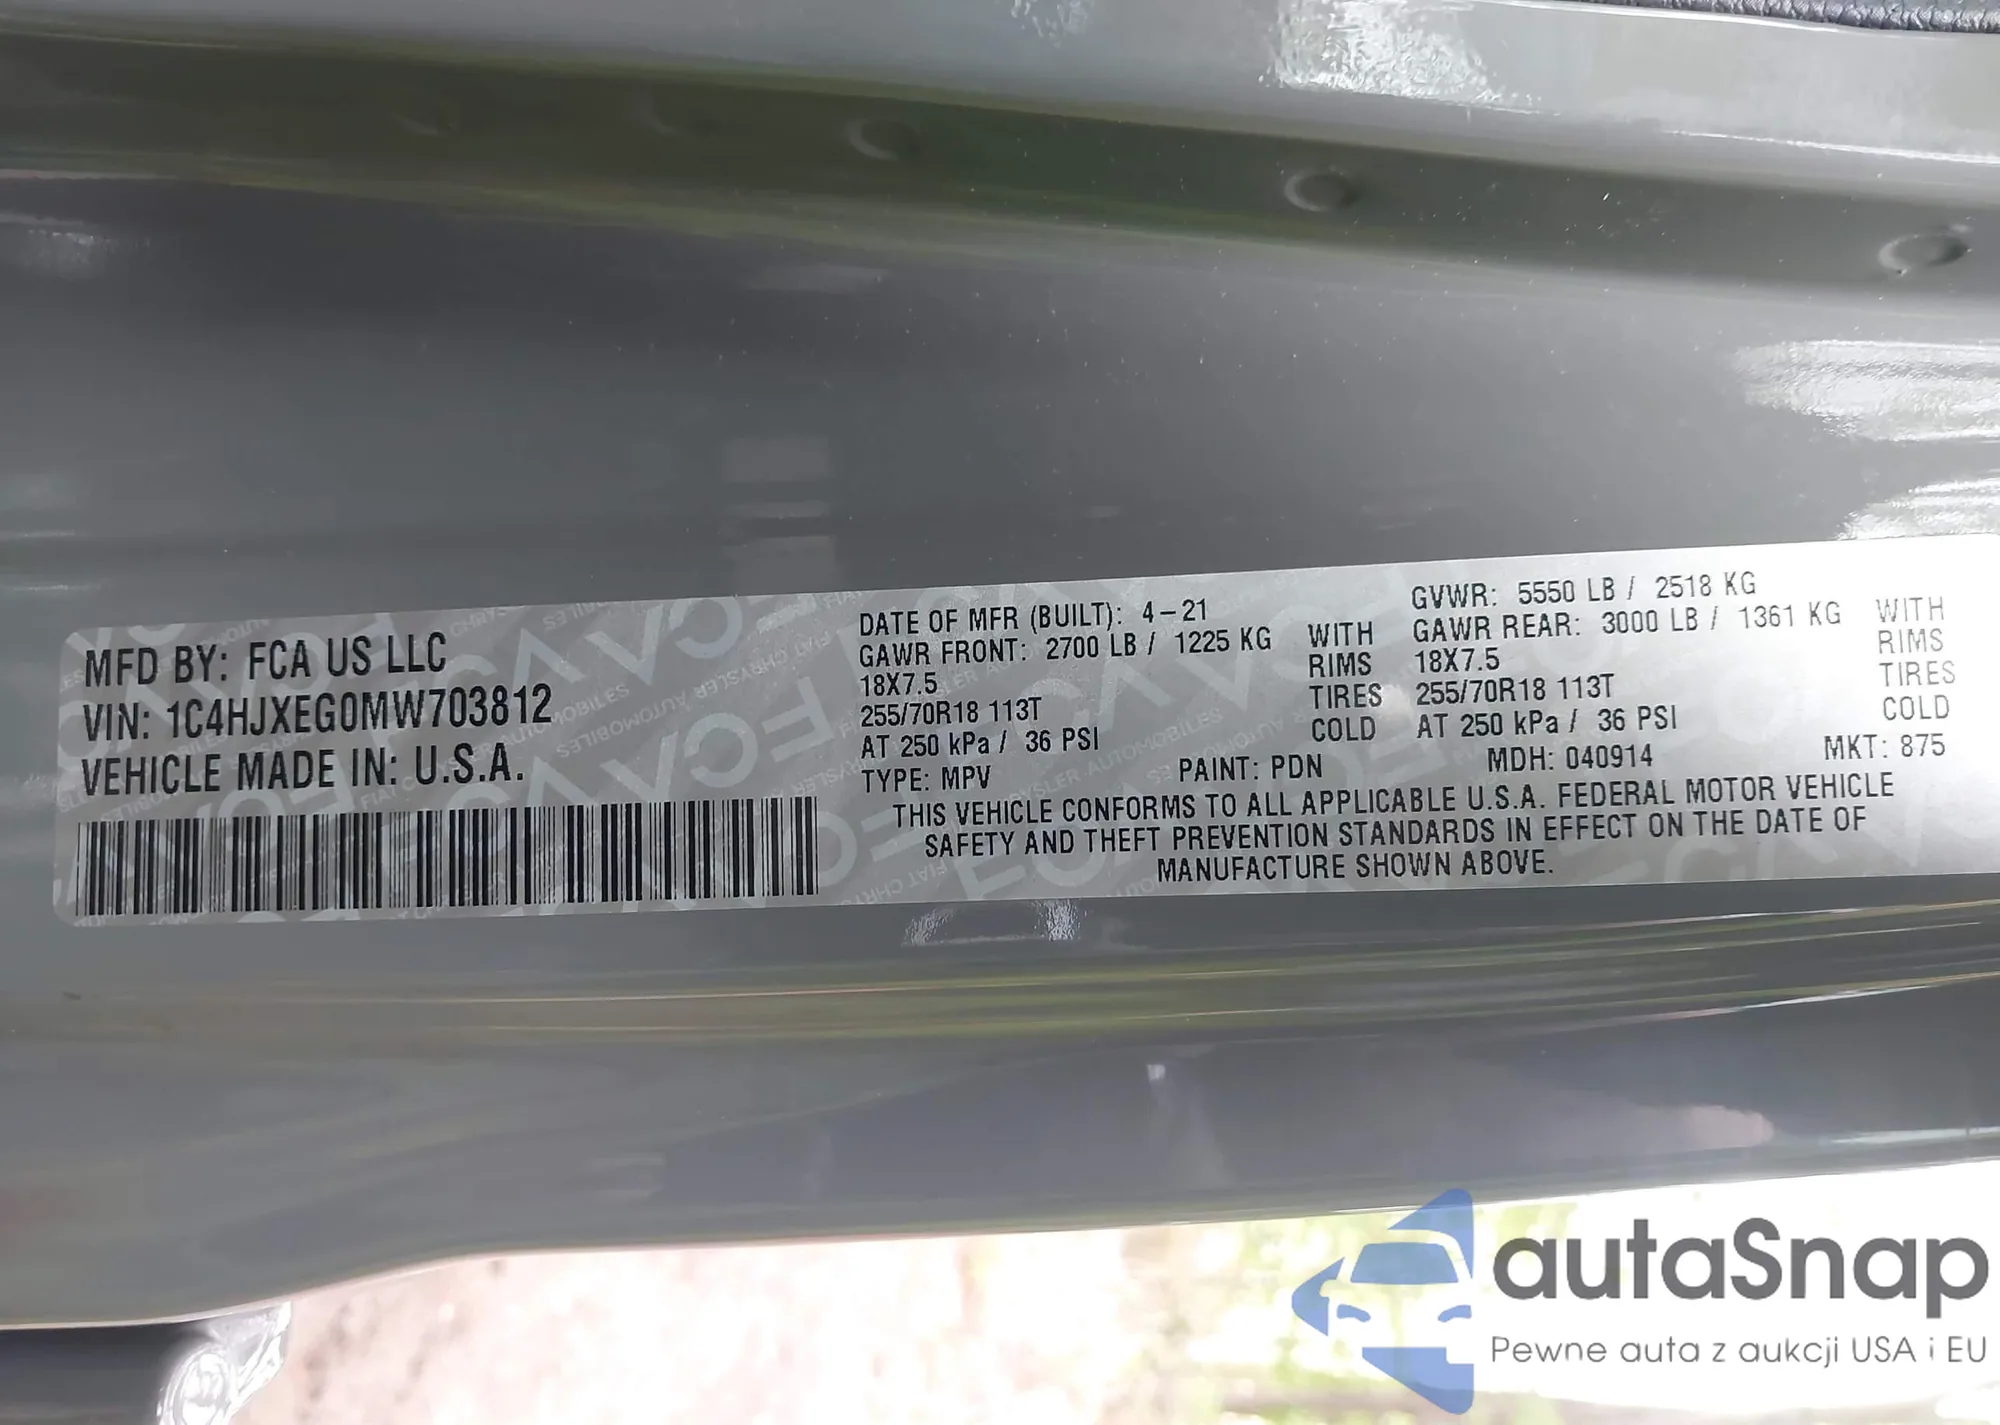 MFD BY: FCA US LLC
VIN: 1C4HJXEG0MW703812
VEHICLE MADE IN: U.S.A.
DATE OF MFR (BUILT): 4-21
GAWR FRONT: 2700 LB / 1225 KG WITH
18X7.5 RIMS
255/70R18 113T TIRES
AT 250 kPa / 36 PSI COLD
GVWR: 5550 LB / 2518 KG
GAWR REAR: 3000 LB / 1361 KG WITH
18X7.5 RIMS
255/70R18 113T TIRES
AT 250 kPa / 36 PSI COLD
TYPE: MPV PAINT: PDN MDH: 040914 MKT: 875
THIS VEHICLE CONFORMS TO ALL APPLICABLE U.S.A. FEDERAL MOTOR VEHICLE
SAFETY AND THEFT PREVENTION STANDARDS IN EFFECT ON THE DATE OF
MANUFACTURE SHOWN ABOVE.
autaSnap
Pewne auta z aukcji USA i EU